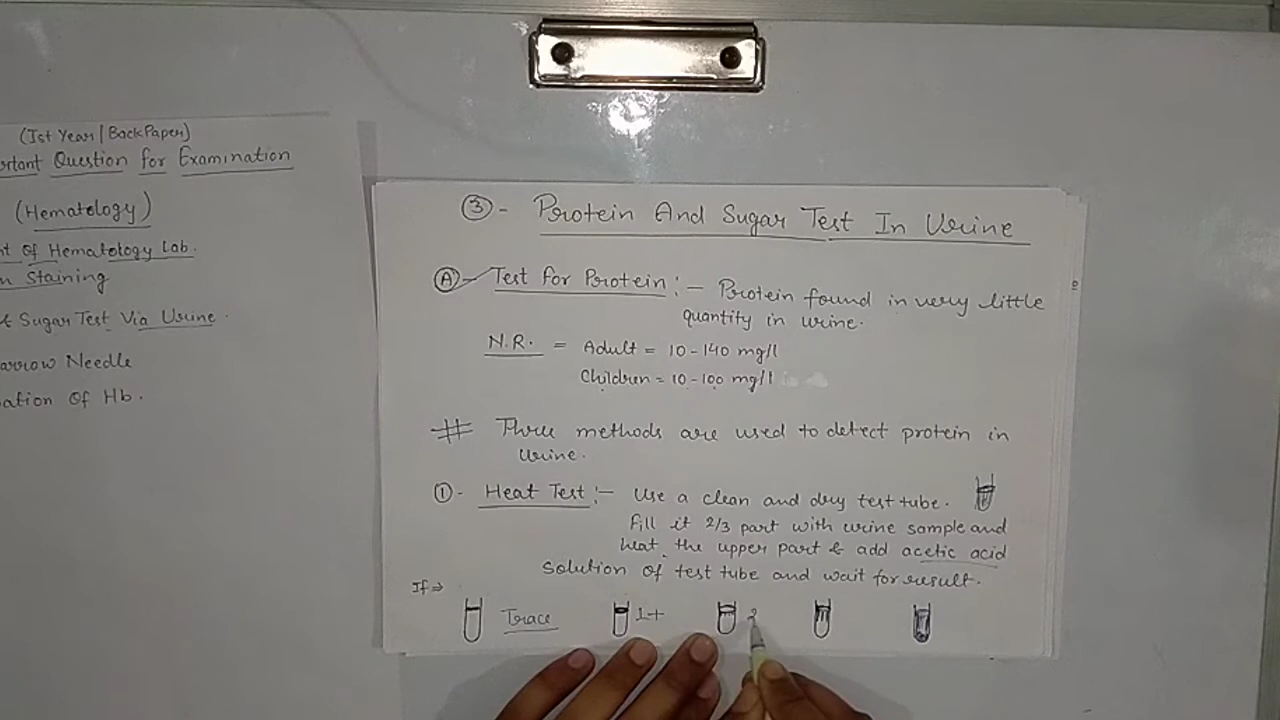 (Ist Year | Back Paper)
Question for Examination
(Hematology)
Of Hematology Lab.
Staining
Sugar Test Via Urine.
Needle
Of Hb.
③- Protein And Sugar Test In Urine
Ⓐ- Test for Protein :- Protein found in very little
quantity in urine.
N.R. = Adult = 10-140 mg/l
Children = 10-100 mg/l
# Three methods are used to detect protein in
urine.
①- Heat Test :- Use a clean and dry test tube.
Fill it 2/3 part with urine sample and
heat the upper part & add acetic acid
Solution of test tube and wait for result.
If ⇒
Trace 1+ 2